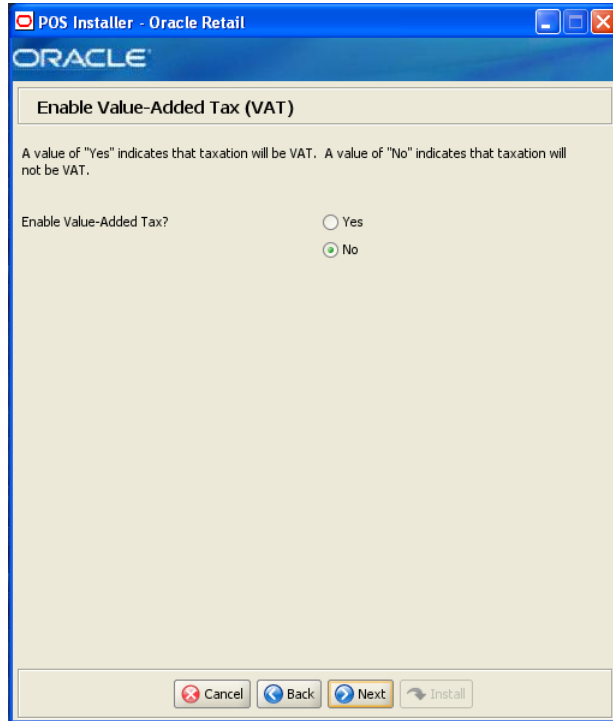 POS Installer - Oracle Retail
ORACLE
Enable Value-Added Tax (VAT)
A value of "Yes" indicates that taxation will be VAT. A value of "No" indicates that taxation will
not be VAT.
Enable Value-Added Tax?
Yes
No
Cancel
Back
Next
Install